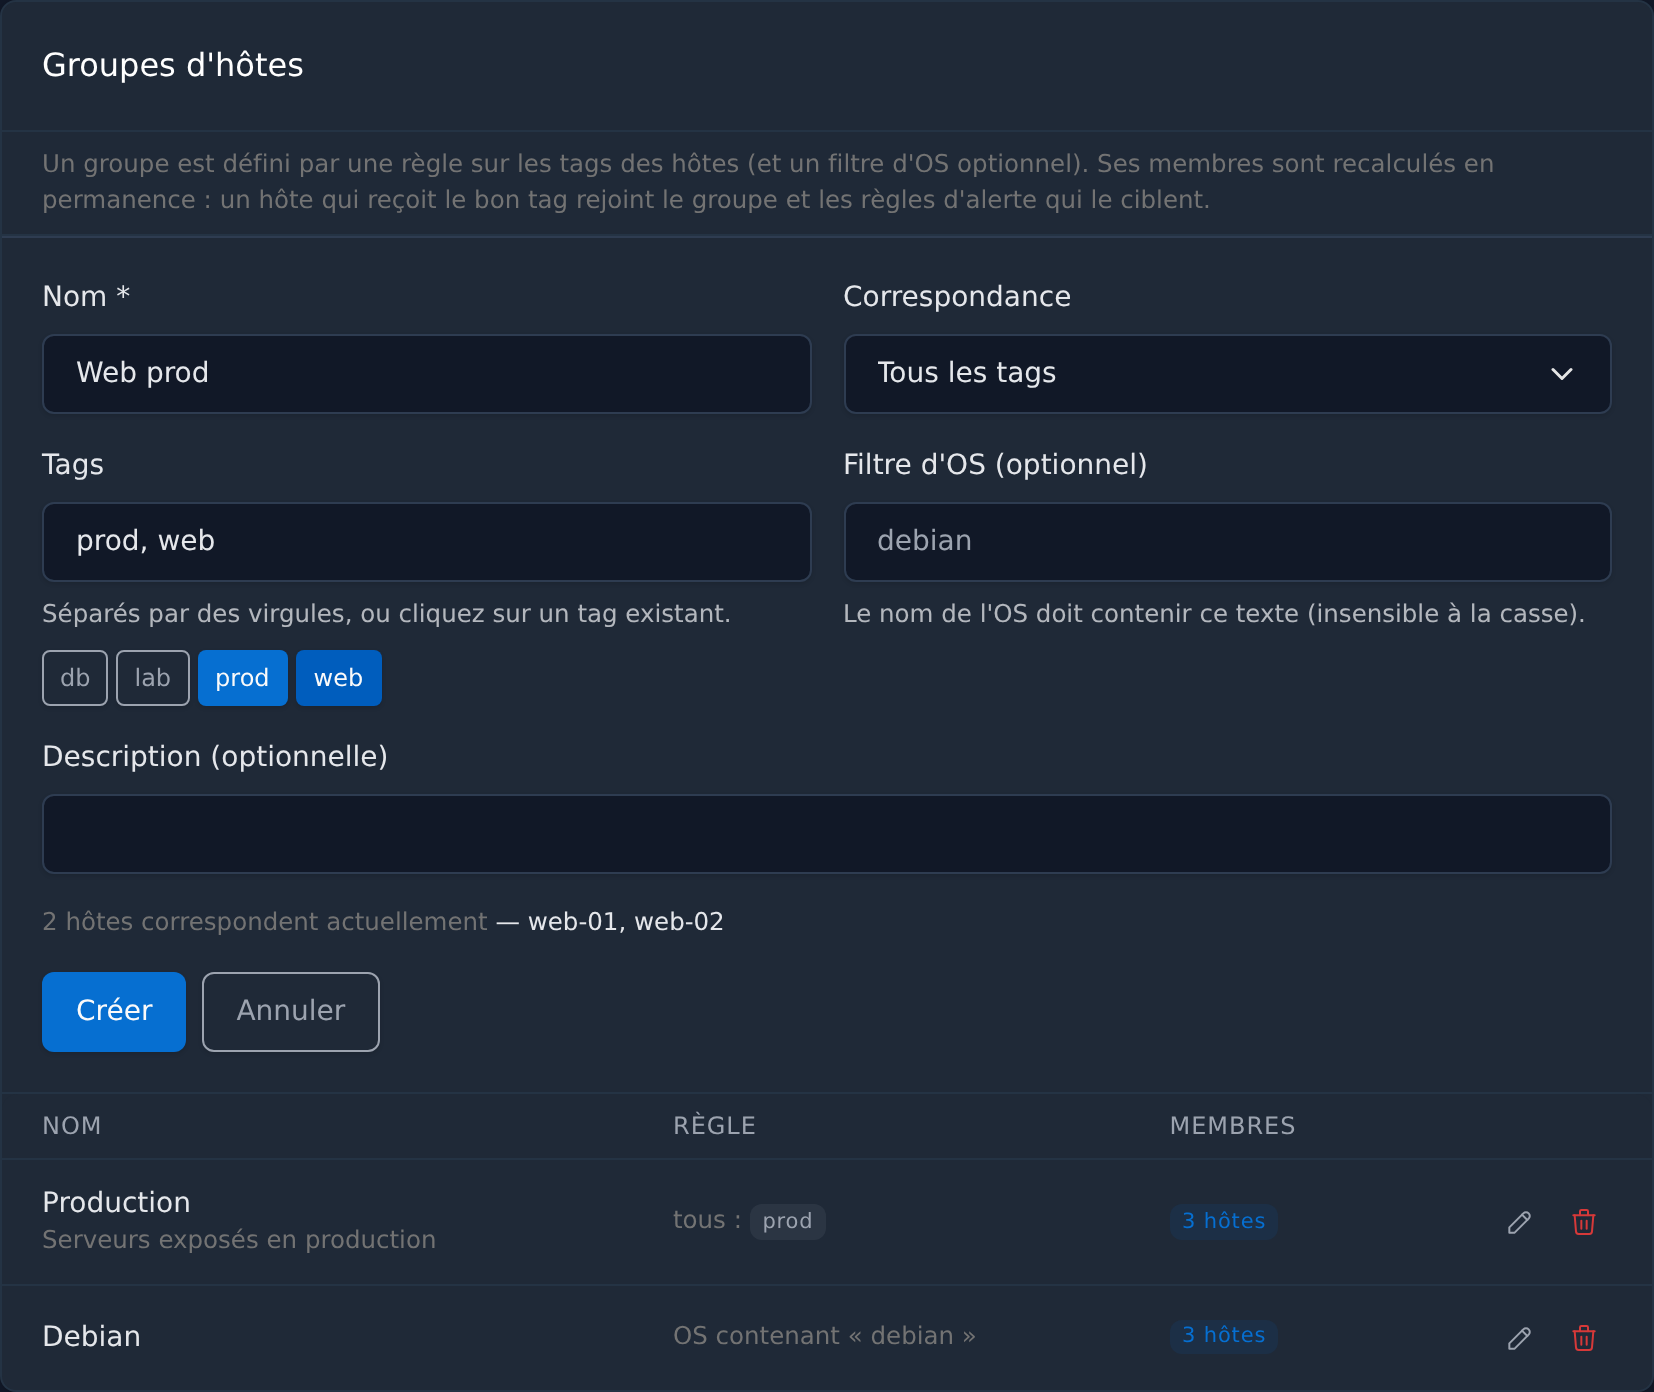 Groupes d'hôtes
Un groupe est défini par une règle sur les tags des hôtes (et un filtre d'OS optionnel). Ses membres sont recalculés en
permanence : un hôte qui reçoit le bon tag rejoint le groupe et les règles d'alerte qui le ciblent.
Nom *
Correspondance
Web prod
Tous les tags
Tags
Filtre d'OS (optionnel)
prod, web
debian
Séparés par des virgules, ou cliquez sur un tag existant.
Le nom de l'OS doit contenir ce texte (insensible à la casse).
db lab prod web
Description (optionnelle)
2 hôtes correspondent actuellement — web-01, web-02
Créer Annuler
NOM RÈGLE MEMBRES
Production
Serveurs exposés en production
tous : prod
3 hôtes
Debian
OS contenant « debian »
3 hôtes